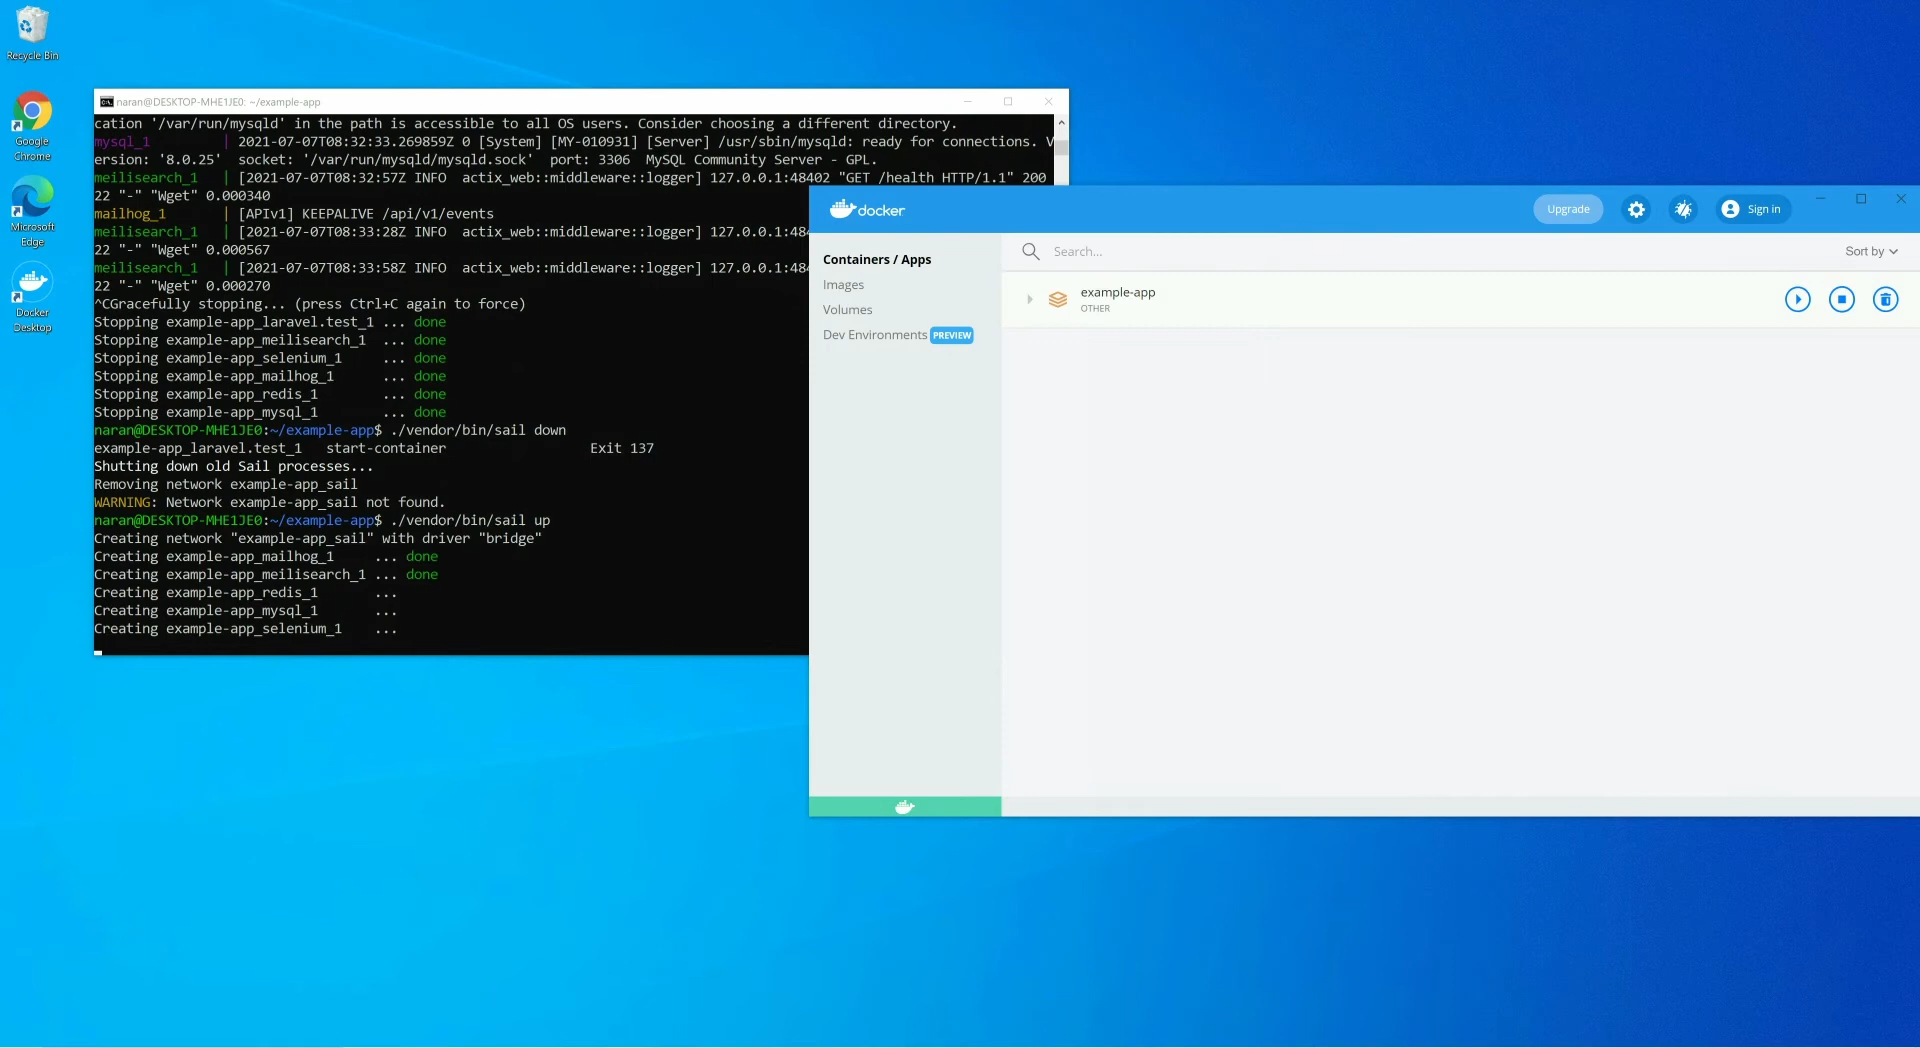 Recycle Bin
Google
Chrome
Microsoft
Edge
Docker
Desktop
naran@DESKTOP-MHE1JE0: ~/example-app
cation '/var/run/mysqld' in the path is accessible to all OS users. Consider choosing a different directory.
mysql_1         | 2021-07-07T08:32:33.269859Z 0 [System] [MY-010931] [Server] /usr/sbin/mysqld: ready for connections. V
ersion: '8.0.25'  socket: '/var/run/mysqld/mysqld.sock'  port: 3306  MySQL Community Server - GPL.
meilisearch_1   | [2021-07-07T08:32:57Z INFO  actix_web::middleware::logger] 127.0.0.1:48402 "GET /health HTTP/1.1" 200
22 "-" "Wget" 0.000340
mailhog_1       | [APIv1] KEEPALIVE /api/v1/events
meilisearch_1   | [2021-07-07T08:33:28Z INFO  actix_web::middleware::logger] 127.0.0.1:484
22 "-" "Wget" 0.000567
meilisearch_1   | [2021-07-07T08:33:58Z INFO  actix_web::middleware::logger] 127.0.0.1:484
22 "-" "Wget" 0.000270
^CGracefully stopping... (press Ctrl+C again to force)
Stopping example-app_laravel.test_1 ... done
Stopping example-app_meilisearch_1  ... done
Stopping example-app_selenium_1     ... done
Stopping example-app_mailhog_1      ... done
Stopping example-app_redis_1        ... done
Stopping example-app_mysql_1        ... done
naran@DESKTOP-MHE1JE0:~/example-app$ ./vendor/bin/sail down
example-app_laravel.test_1   start-container                  Exit 137
Shutting down old Sail processes...
Removing network example-app_sail
WARNING: Network example-app_sail not found.
naran@DESKTOP-MHE1JE0:~/example-app$ ./vendor/bin/sail up
Creating network "example-app_sail" with driver "bridge"
Creating example-app_mailhog_1     ... done
Creating example-app_meilisearch_1 ... done
Creating example-app_redis_1       ...
Creating example-app_mysql_1       ...
Creating example-app_selenium_1    ...
docker
Upgrade
Sign in
Containers / Apps
Images
Volumes
Dev Environments PREVIEW
Search...
Sort by
example-app
OTHER